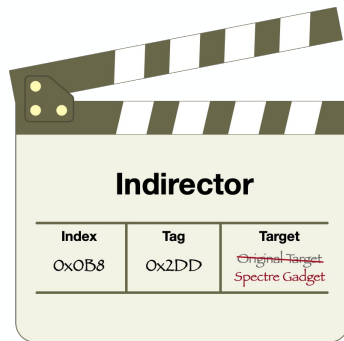 Indirector
Index Tag Target
0x0B8 0x2DD Original Target
Spectre Gadget